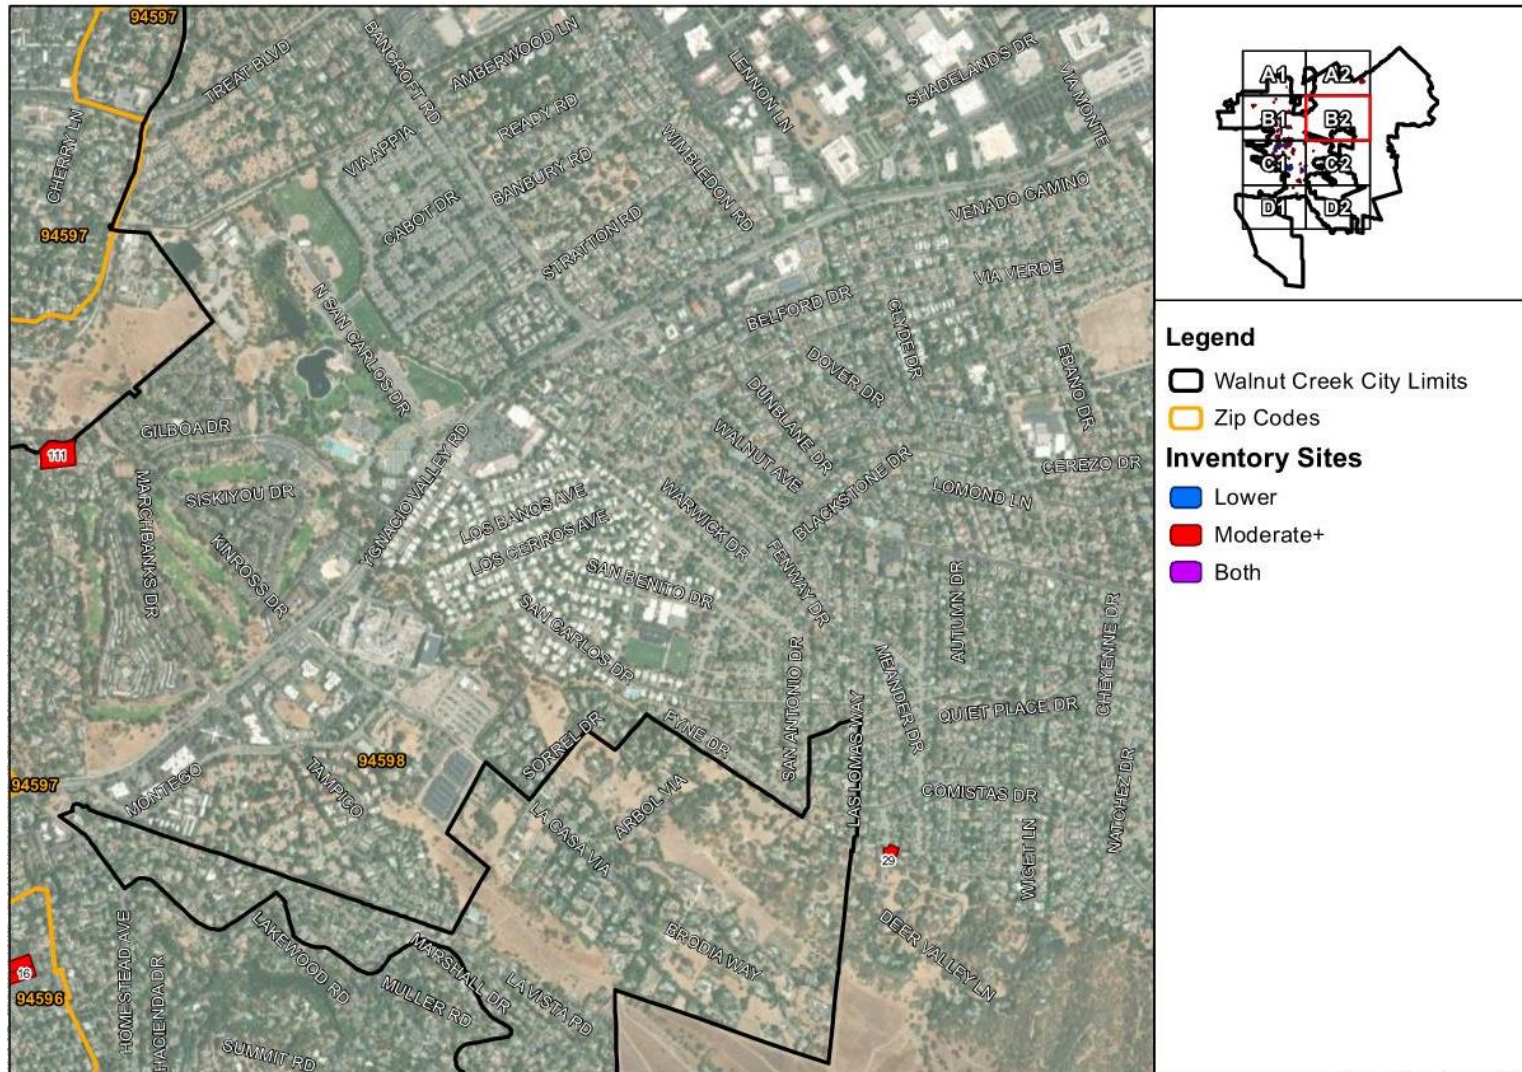 94597
TREAT BLVD
BANCROFT RD
AMBERWOOD LN
LENNON LN
SHADELANDS DR
VIA MONTE
CHERRY LN
VIA APPIA
READY RD
BANBURY RD
WIMBLEDON RD
VENADO CAMINO
CABOT DR
STRATTON RD
94597
VIA VERDE
N SAN CARLOS DR
BELFORD DR
CLYDE DR
DOVER DR
EBANO DR
DUNBLANE DR
GILBOA DR
WALNUT AVE
111
CEREZO DR
YGNACIO VALLEY RD
BLACKSTONE DR
MARCHBANKS DR
SISKIYOU DR
LOMOND LN
LOS BANOS AVE
WARWICK DR
LOS CERROS AVE
KINROSS DR
FENWAY DR
SAN BENITO DR
AUTUMN DR
SAN CARLOS DR
CHEYENNE DR
SAN ANTONIO DR
MEANDER DR
QUIET PLACE DR
LAS LOMAS WAY
FYNE DR
SORREL DR
94598
94597
MONTEGO
TAMPICO
ARBOL VIA
COMISTAS DR
NATCHEZ DR
LA CASA VIA
29
WIGET LN
LAKEWOOD RD
MARSHALL DR
BRODIA WAY
DEER VALLEY LN
HOMESTEAD AVE
16
94596
HACIENDA DR
MULLER RD
LA VISTA RD
SUMMIT RD
A1 A2
B1 B2
C1 C2
D1 D2
Legend
Walnut Creek City Limits
Zip Codes
Inventory Sites
Lower
Moderate+
Both